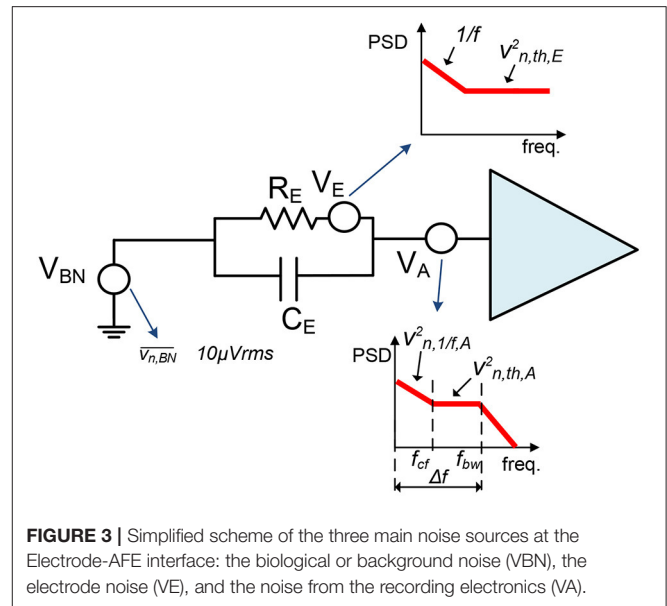 PSD
1/f
V²n,th,E
freq.
RE
VE
VBN
CE
VA
vn,BN 10µVrms
PSD
V²n,1/f,A
V²n,th,A
fcf
fbw
freq.
Δf
FIGURE 3 | Simplified scheme of the three main noise sources at the
Electrode-AFE interface: the biological or background noise (VBN), the
electrode noise (VE), and the noise from the recording electronics (VA).